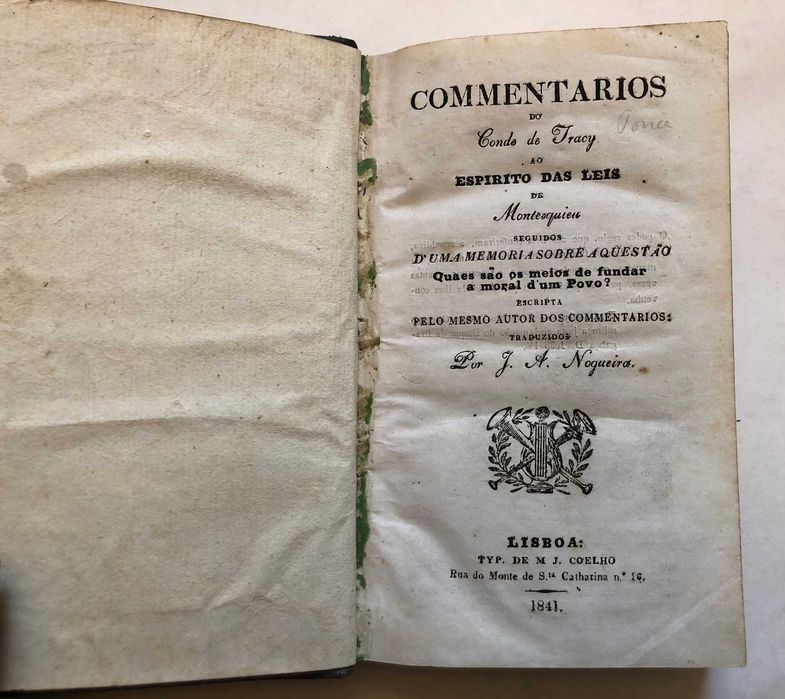 COMMENTARIOS
DO
Conde de Tracy
AO
ESPIRITO DAS LEIS
DE
Montesquieu
SEGUIDOS
D'UMA MEMORIA SOBRE A QUESTÃO
Quaes são os meios de fundar
a moral d'um Povo?
ESCRIPTA
PELO MESMO AUTOR DOS COMMENTARIOS:
TRADUZIDOS
Por J. A. Nogueira.
LISBOA:
TYP. DE M J. COELHO
Rua do Monte de S.ta Catharina n.° 16.
1841.